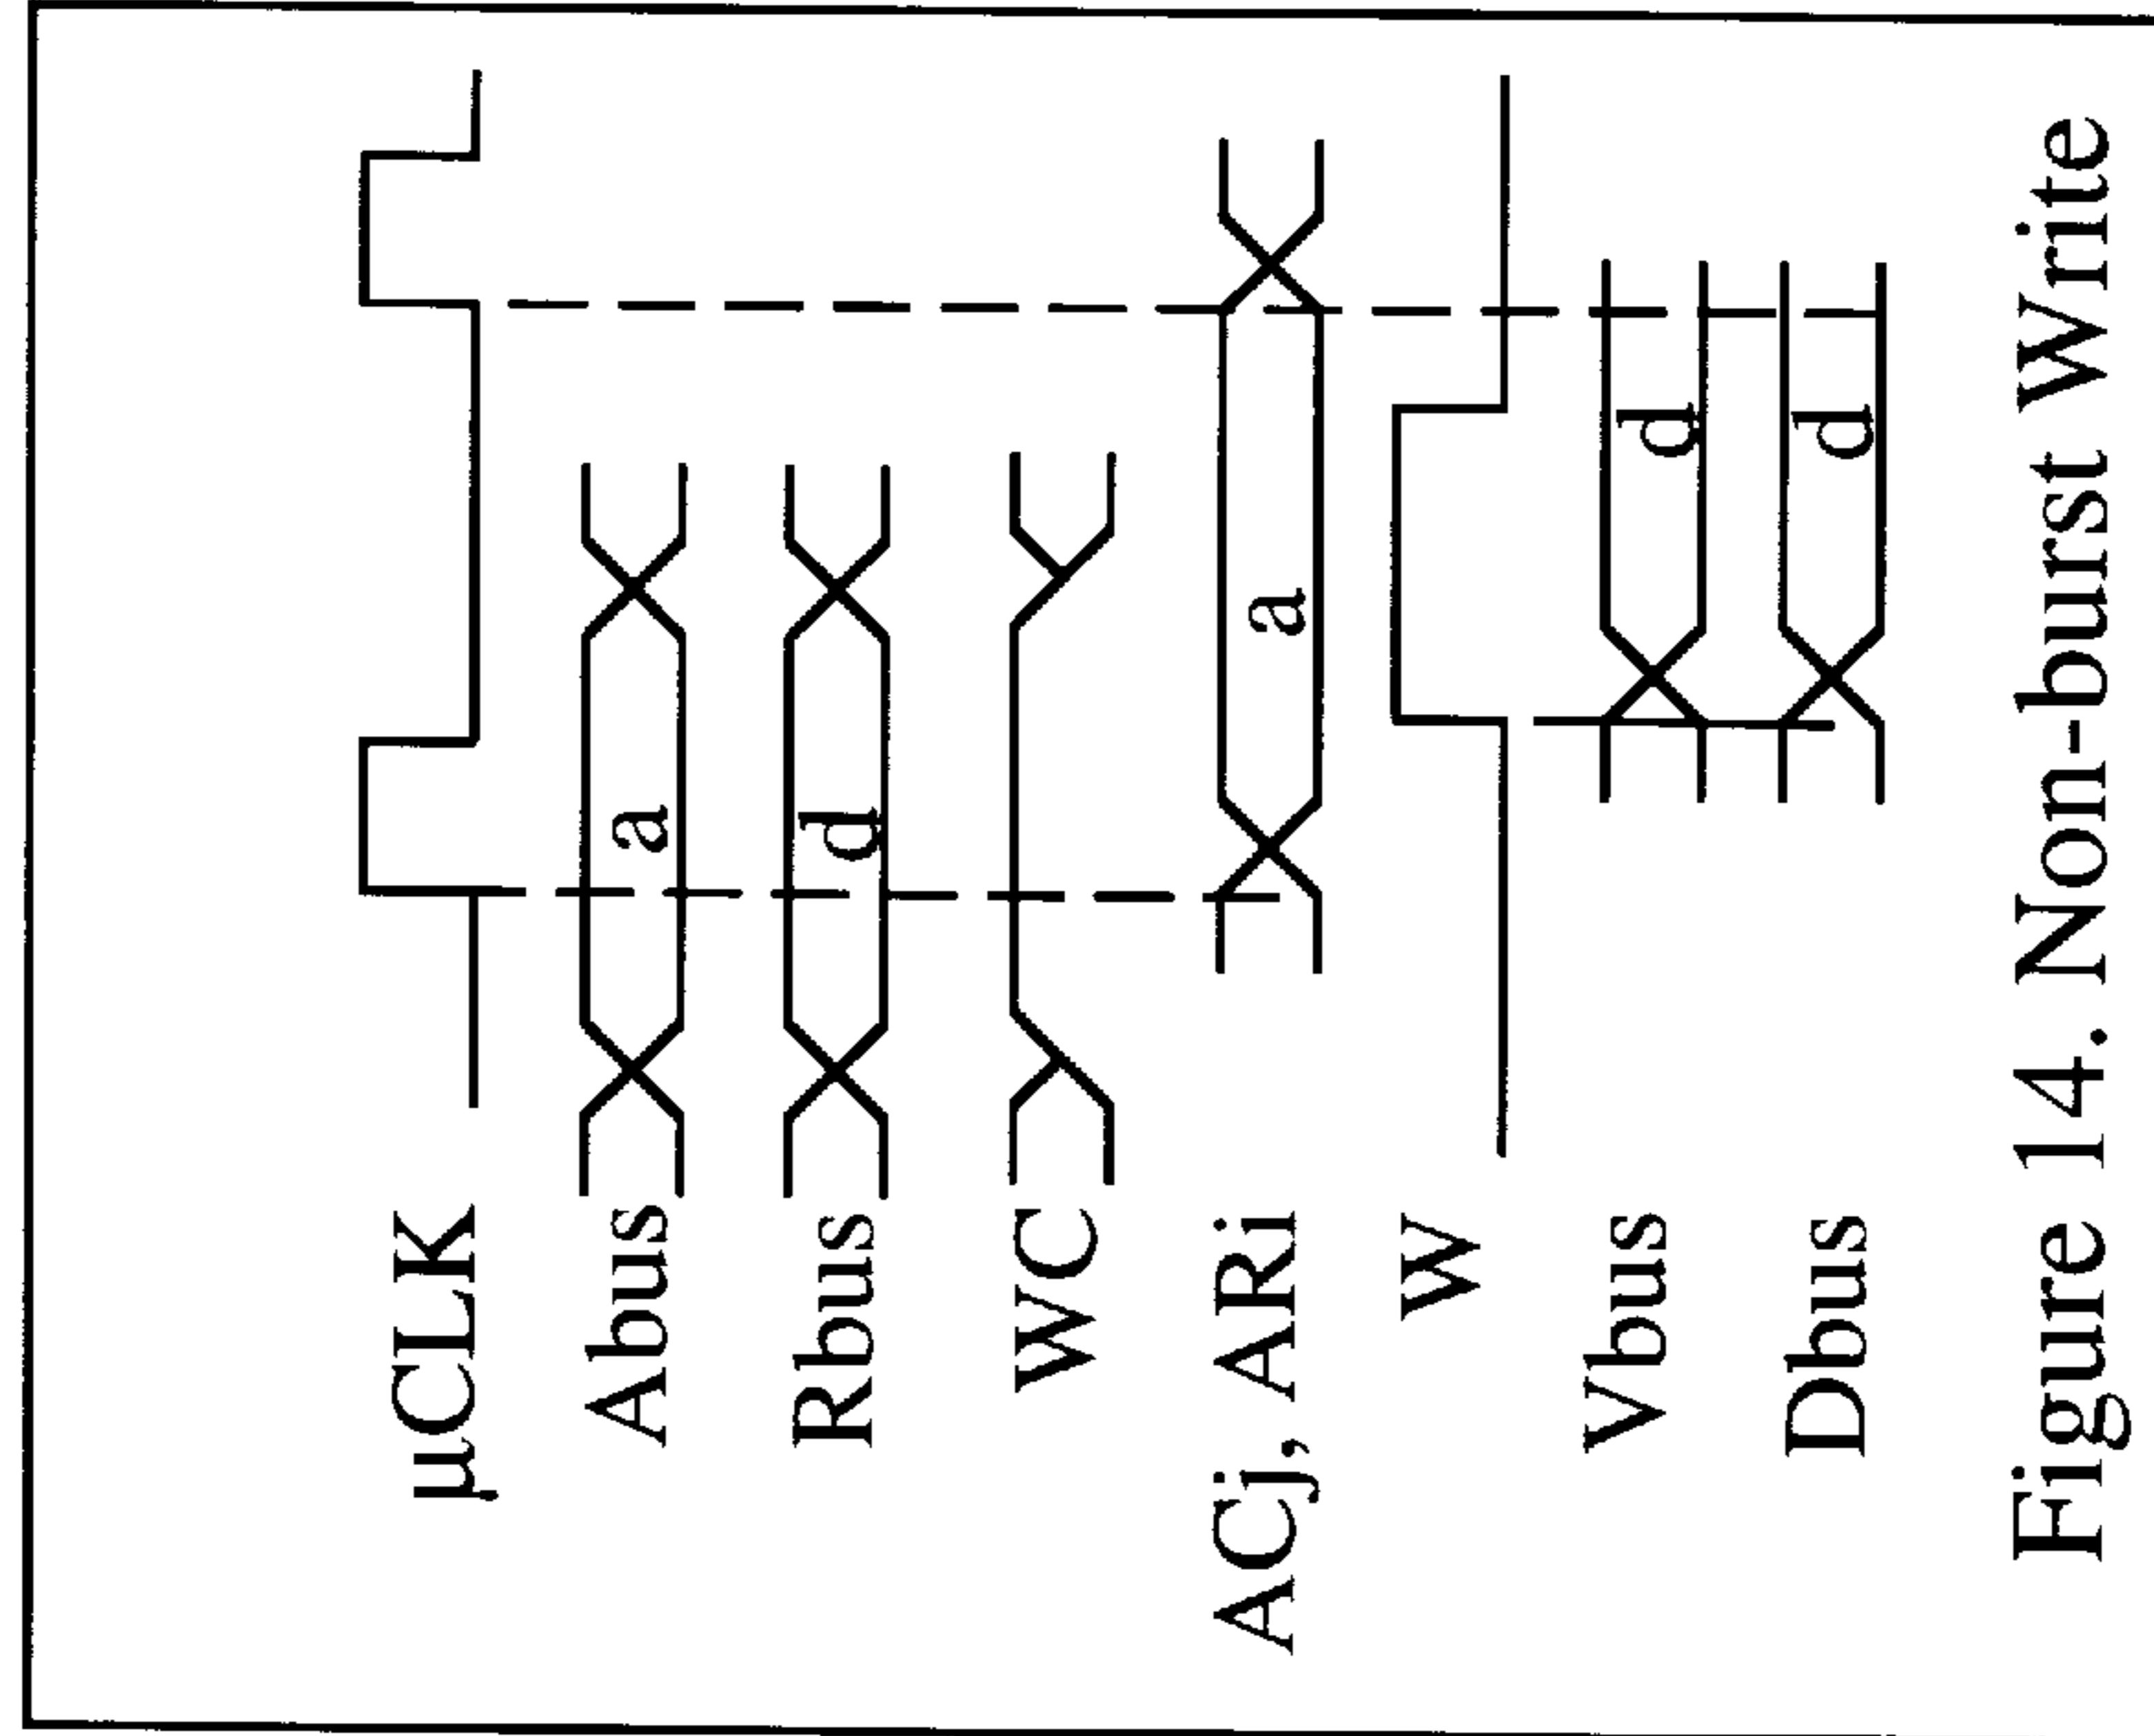 µCLK
Abus
a
Rbus
d
WC
ACj, ARi
a
W
Vbus
d
Dbus
d
Figure 14. Non-burst Write